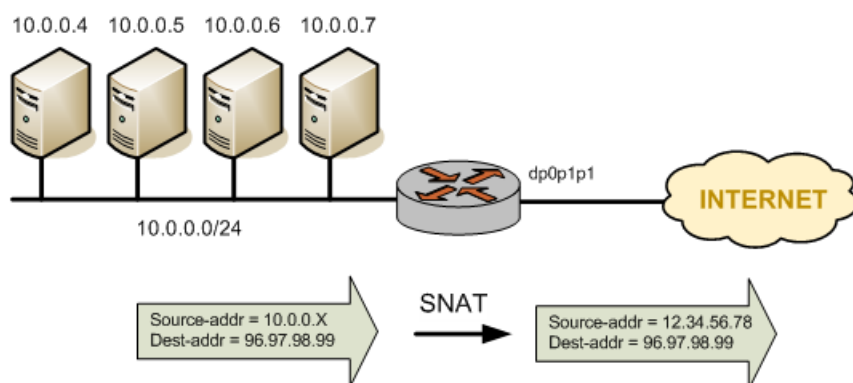 10.0.0.4
10.0.0.5
10.0.0.6
10.0.0.7
dp0p1p1
INTERNET
10.0.0.0/24
Source-addr = 10.0.0.X
Dest-addr = 96.97.98.99
SNAT
Source-addr = 12.34.56.78
Dest-addr = 96.97.98.99